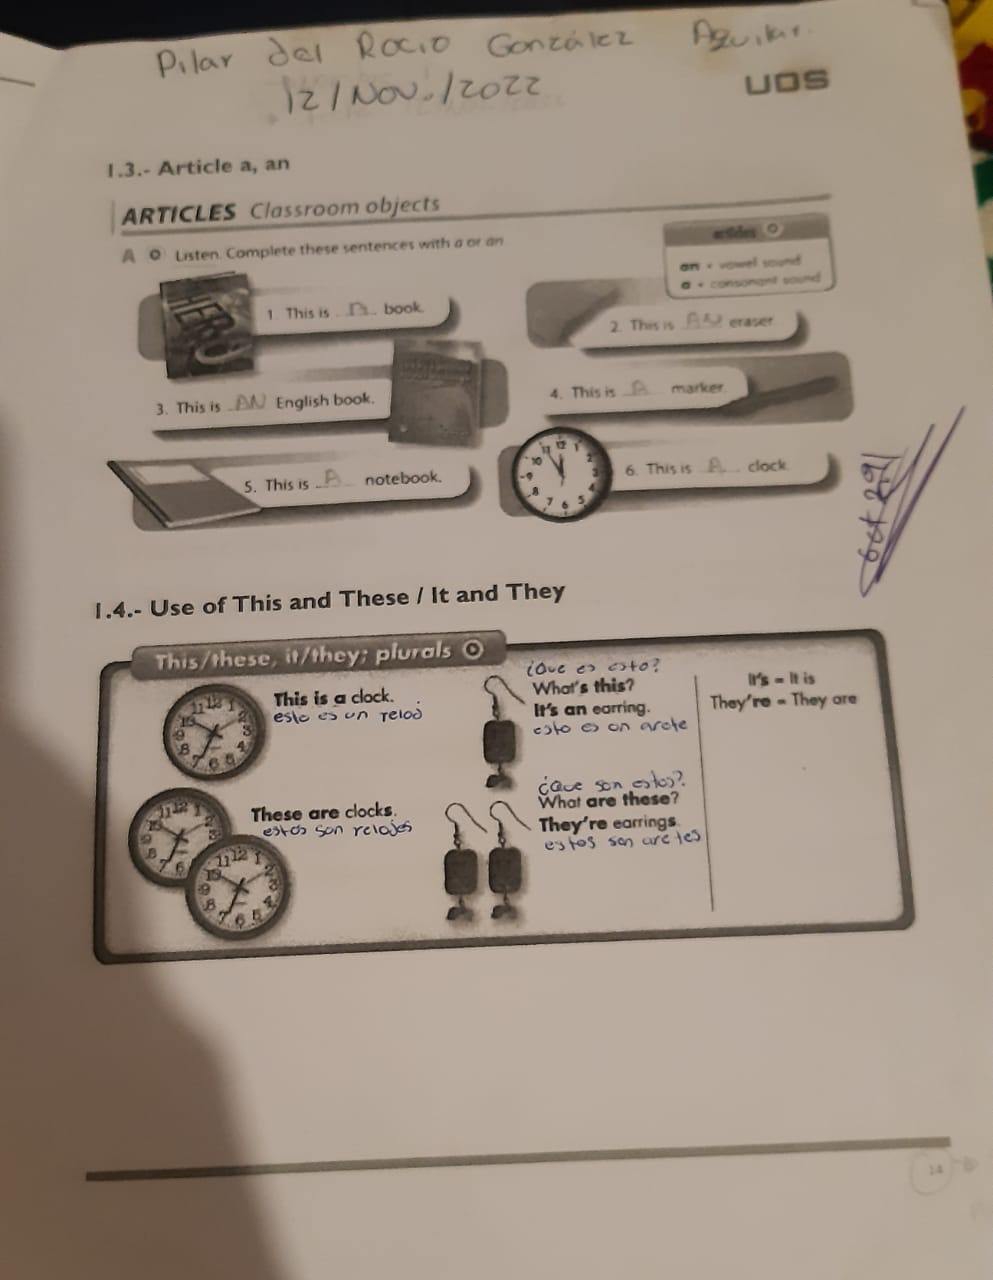 Pilar del Rocio González Aguilar.
12/Nov./2022
UDS
1.3.- Article a, an
ARTICLES Classroom objects
A Listen. Complete these sentences with a or an
articles
an + vowel sound
a + consonant sound
1. This is A book.
2. This is AN eraser.
3. This is AN English book.
4. This is A marker.
5. This is A notebook.
6. This is A clock.
1.4.- Use of This and These / It and They
This/these, it/they; plurals
This is a clock.
esto es un reloj
These are clocks.
estos son relojes
¿Que es esto?
What's this?
It's an earring.
esto es un arete
¿Que son estos?
What are these?
They're earrings.
estos son aretes
It's = It is
They're = They are
14